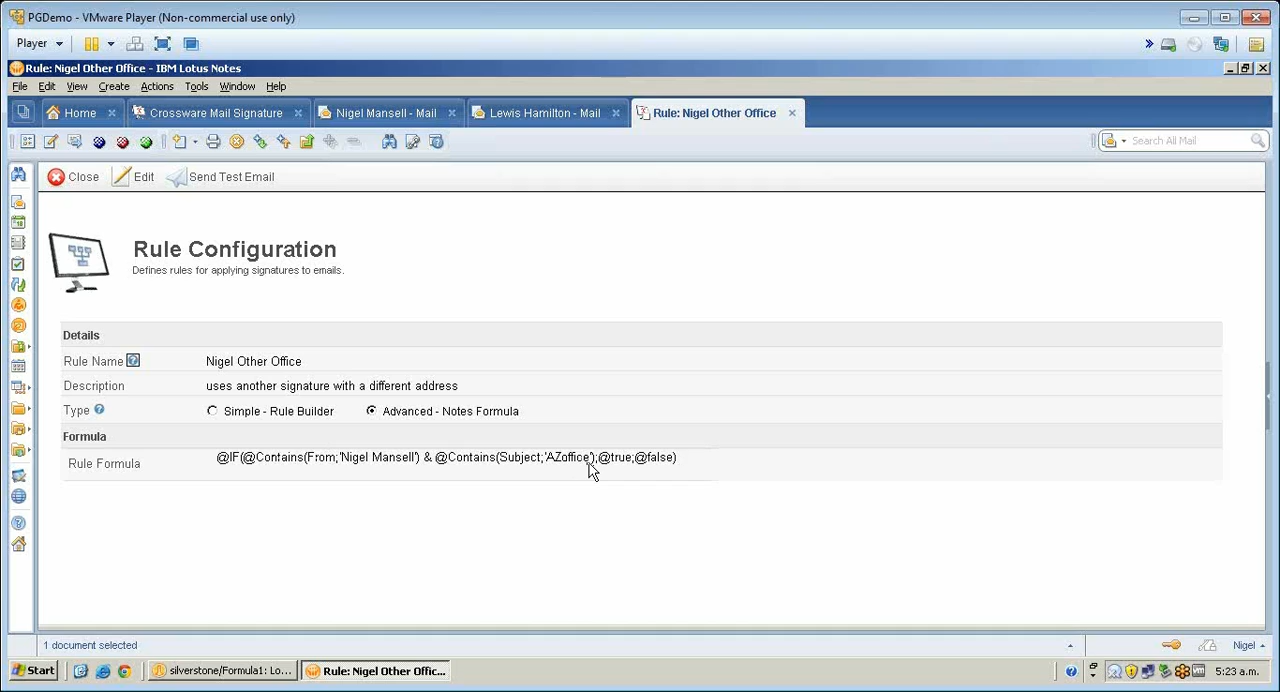 PGDemo - VMware Player (Non-commercial use only)
Player
Rule: Nigel Other Office - IBM Lotus Notes
File Edit View Create Actions Tools Window Help
Home Crossware Mail Signature Nigel Mansell - Mail Lewis Hamilton - Mail Rule: Nigel Other Office
Search All Mail
Close Edit Send Test Email
Rule Configuration
Defines rules for applying signatures to emails.
Details
Rule Name Nigel Other Office
Description uses another signature with a different address
Type Simple - Rule Builder Advanced - Notes Formula
Formula
Rule Formula @IF(@Contains(From;'Nigel Mansell') & @Contains(Subject;'AZoffice');@true;@false)
1 document selected Nigel
Start silverstone/Formula1: Lo... Rule: Nigel Other Offic... 5:23 a.m.